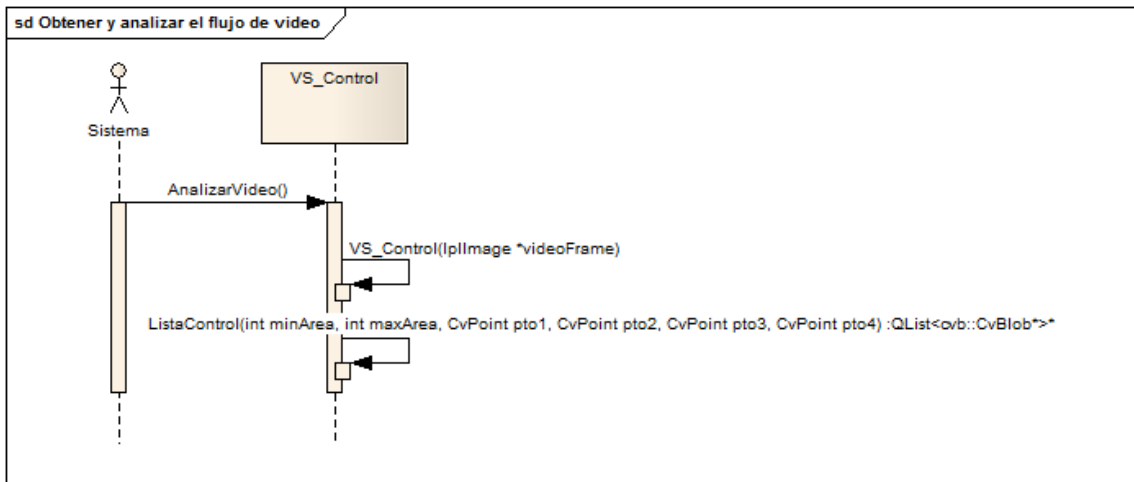 sd Obtener y analizar el flujo de video
VS_Control
Sistema
AnalizarVideo()
VS_Control(IplImage *videoFrame)
ListaControl(int minArea, int maxArea, CvPoint pto1, CvPoint pto2, CvPoint pto3, CvPoint pto4) :QList<cvb::CvBlob*>*